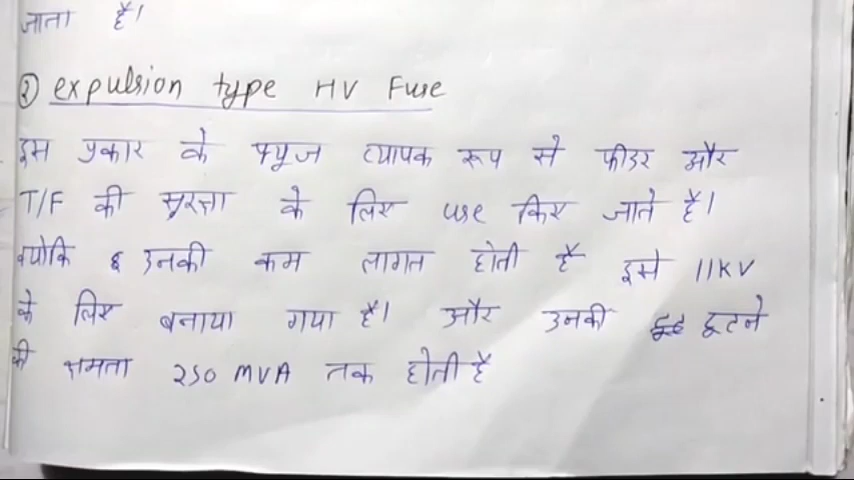 जाता है।
② expulsion type HV Fuse
इस प्रकार के फ्यूज व्यापक रूप से फीडर और
T/F की सुरक्षा के लिए use किए जाते है।
क्योकि उनकी कम लागत होती है इसे 11KV
के लिए बनाया गया है। और उनकी टूटने
की क्षमता 250 MVA तक होती है